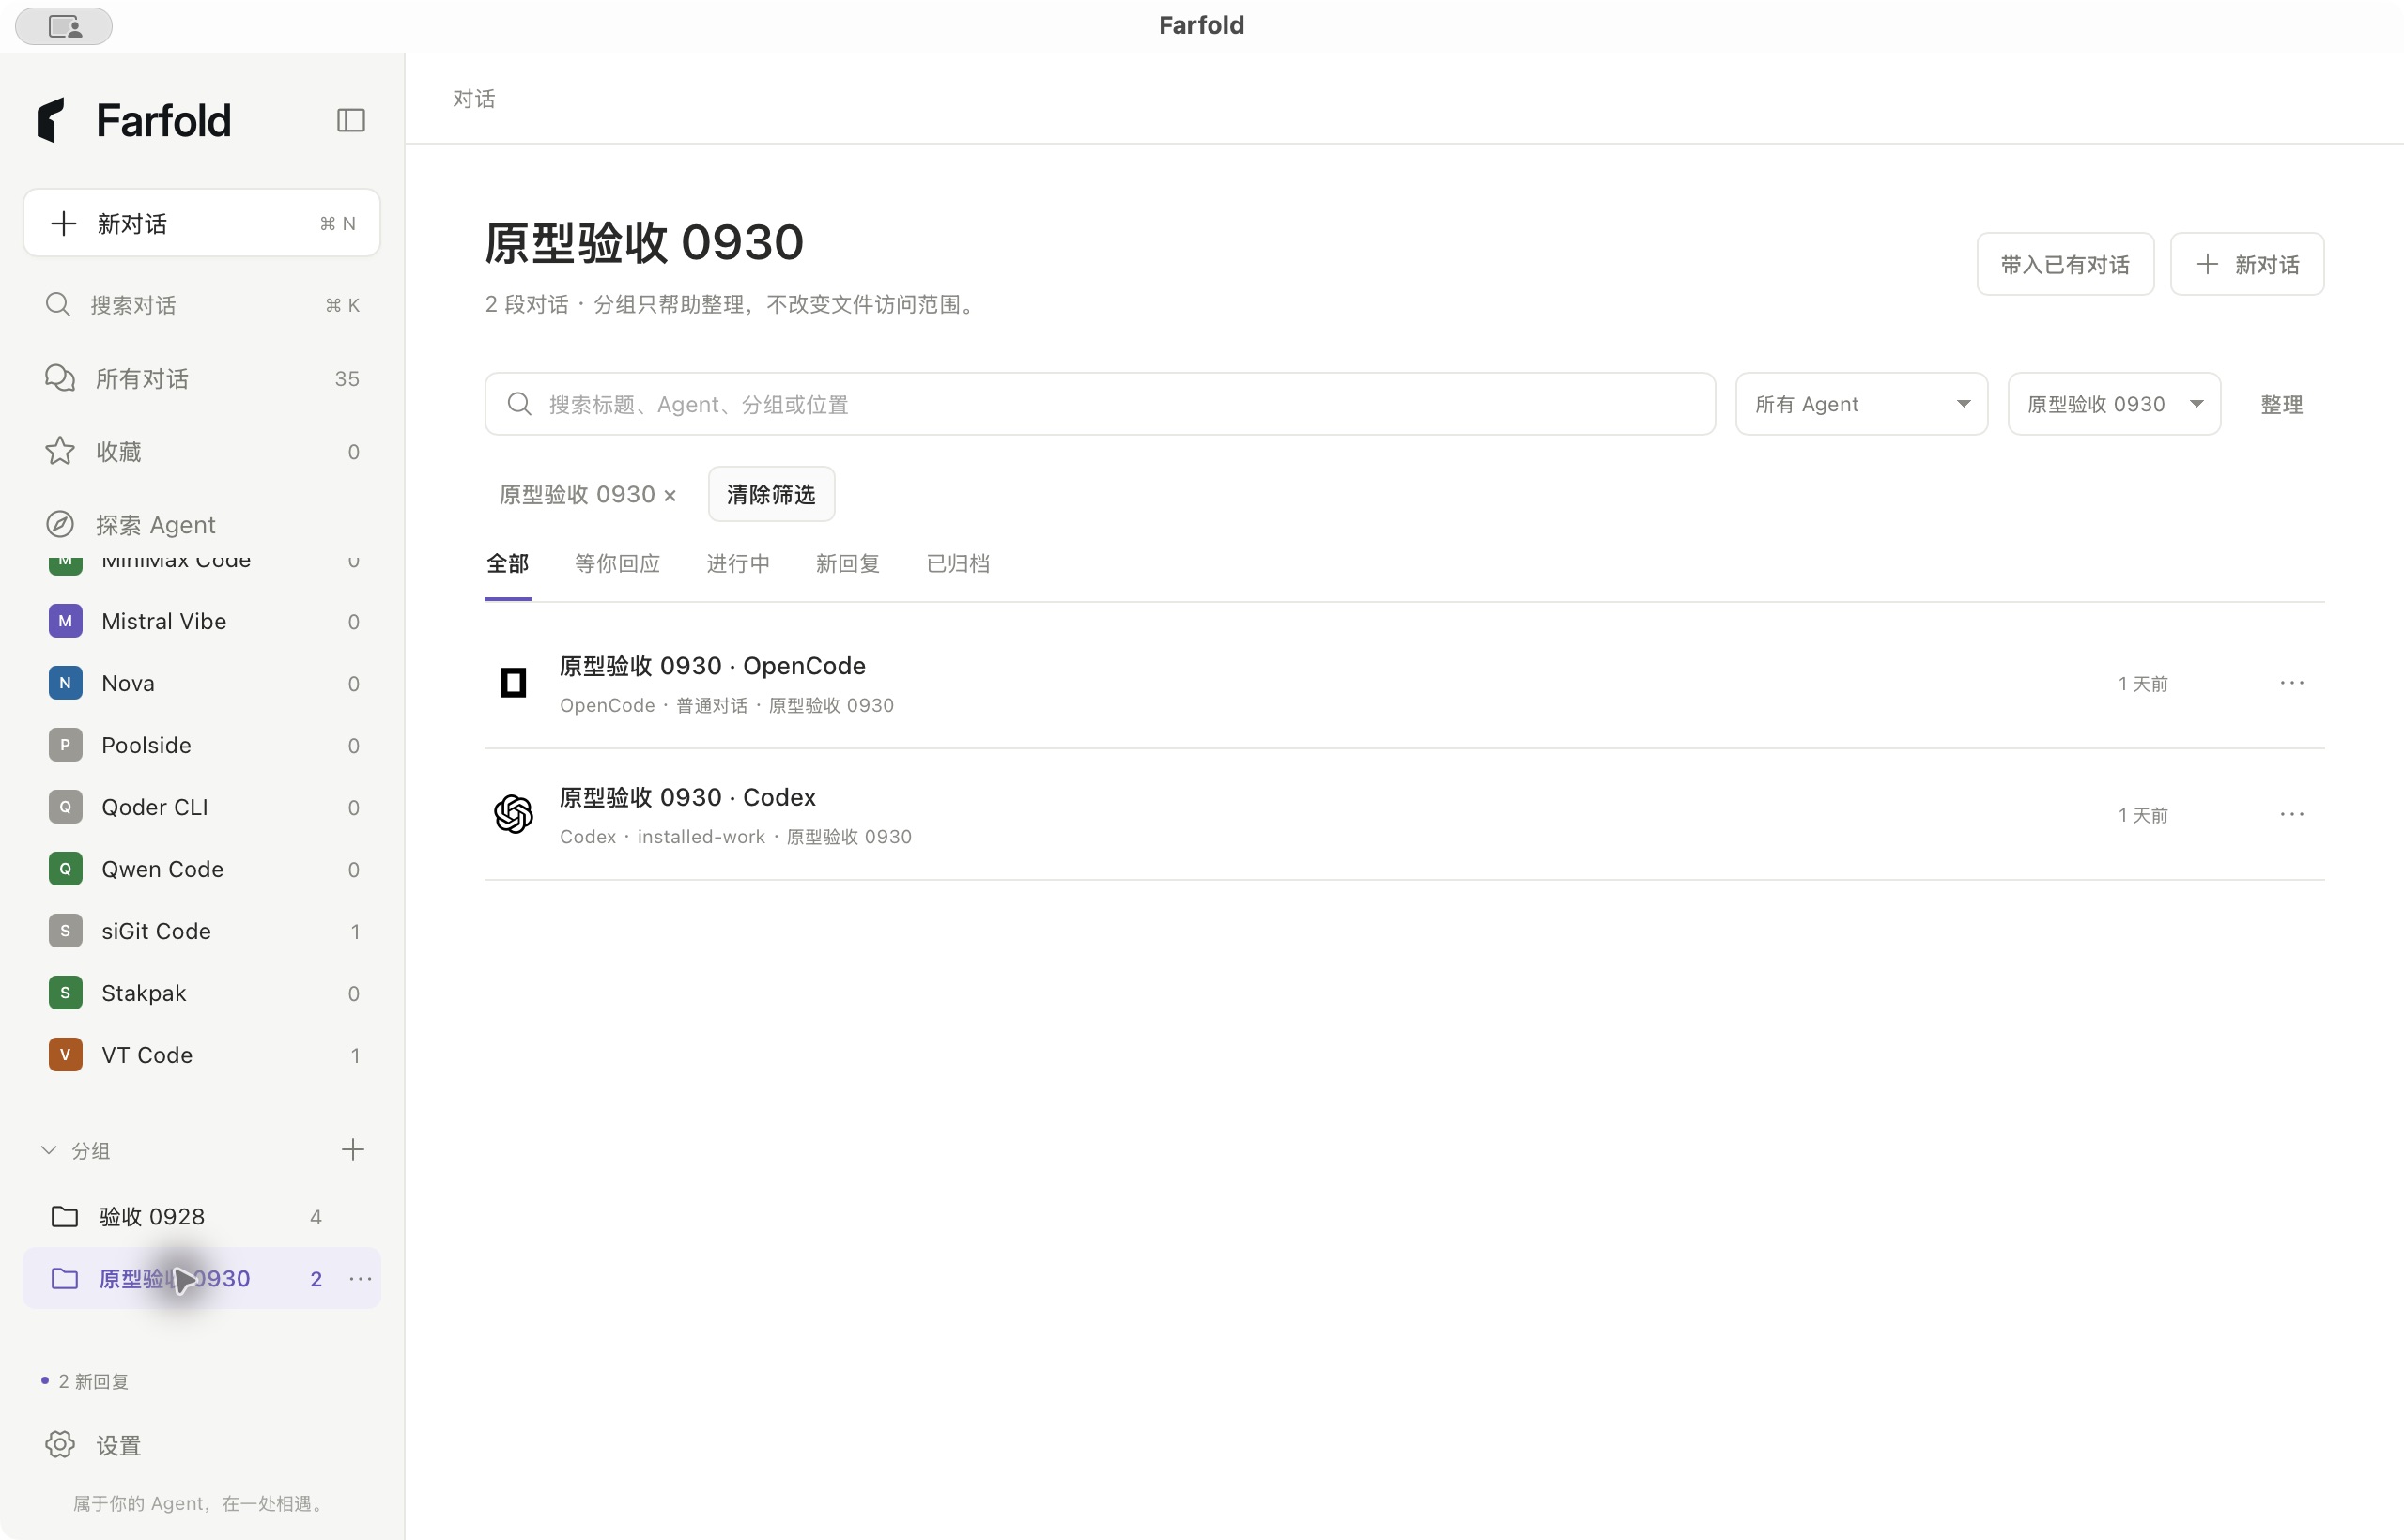 Farfold
Farfold
新对话 ⌘ N
搜索对话 ⌘ K
所有对话 35
收藏 0
探索 Agent
M MiniMax Code 0
M Mistral Vibe 0
N Nova 0
P Poolside 0
Q Qoder CLI 0
Q Qwen Code 0
S siGit Code 1
S Stakpak 0
V VT Code 1
分组
验收 0928 4
原型验收 0930 2 ···
2 新回复
设置
属于你的 Agent，在一处相遇。
对话
原型验收 0930
2 段对话 · 分组只帮助整理，不改变文件访问范围。
带入已有对话
新对话
搜索标题、Agent、分组或位置
所有 Agent
原型验收 0930
整理
原型验收 0930 ×
清除筛选
全部 等你回应 进行中 新回复 已归档
原型验收 0930 · OpenCode
OpenCode · 普通对话 · 原型验收 0930
1 天前 ···
原型验收 0930 · Codex
Codex · installed-work · 原型验收 0930
1 天前 ···